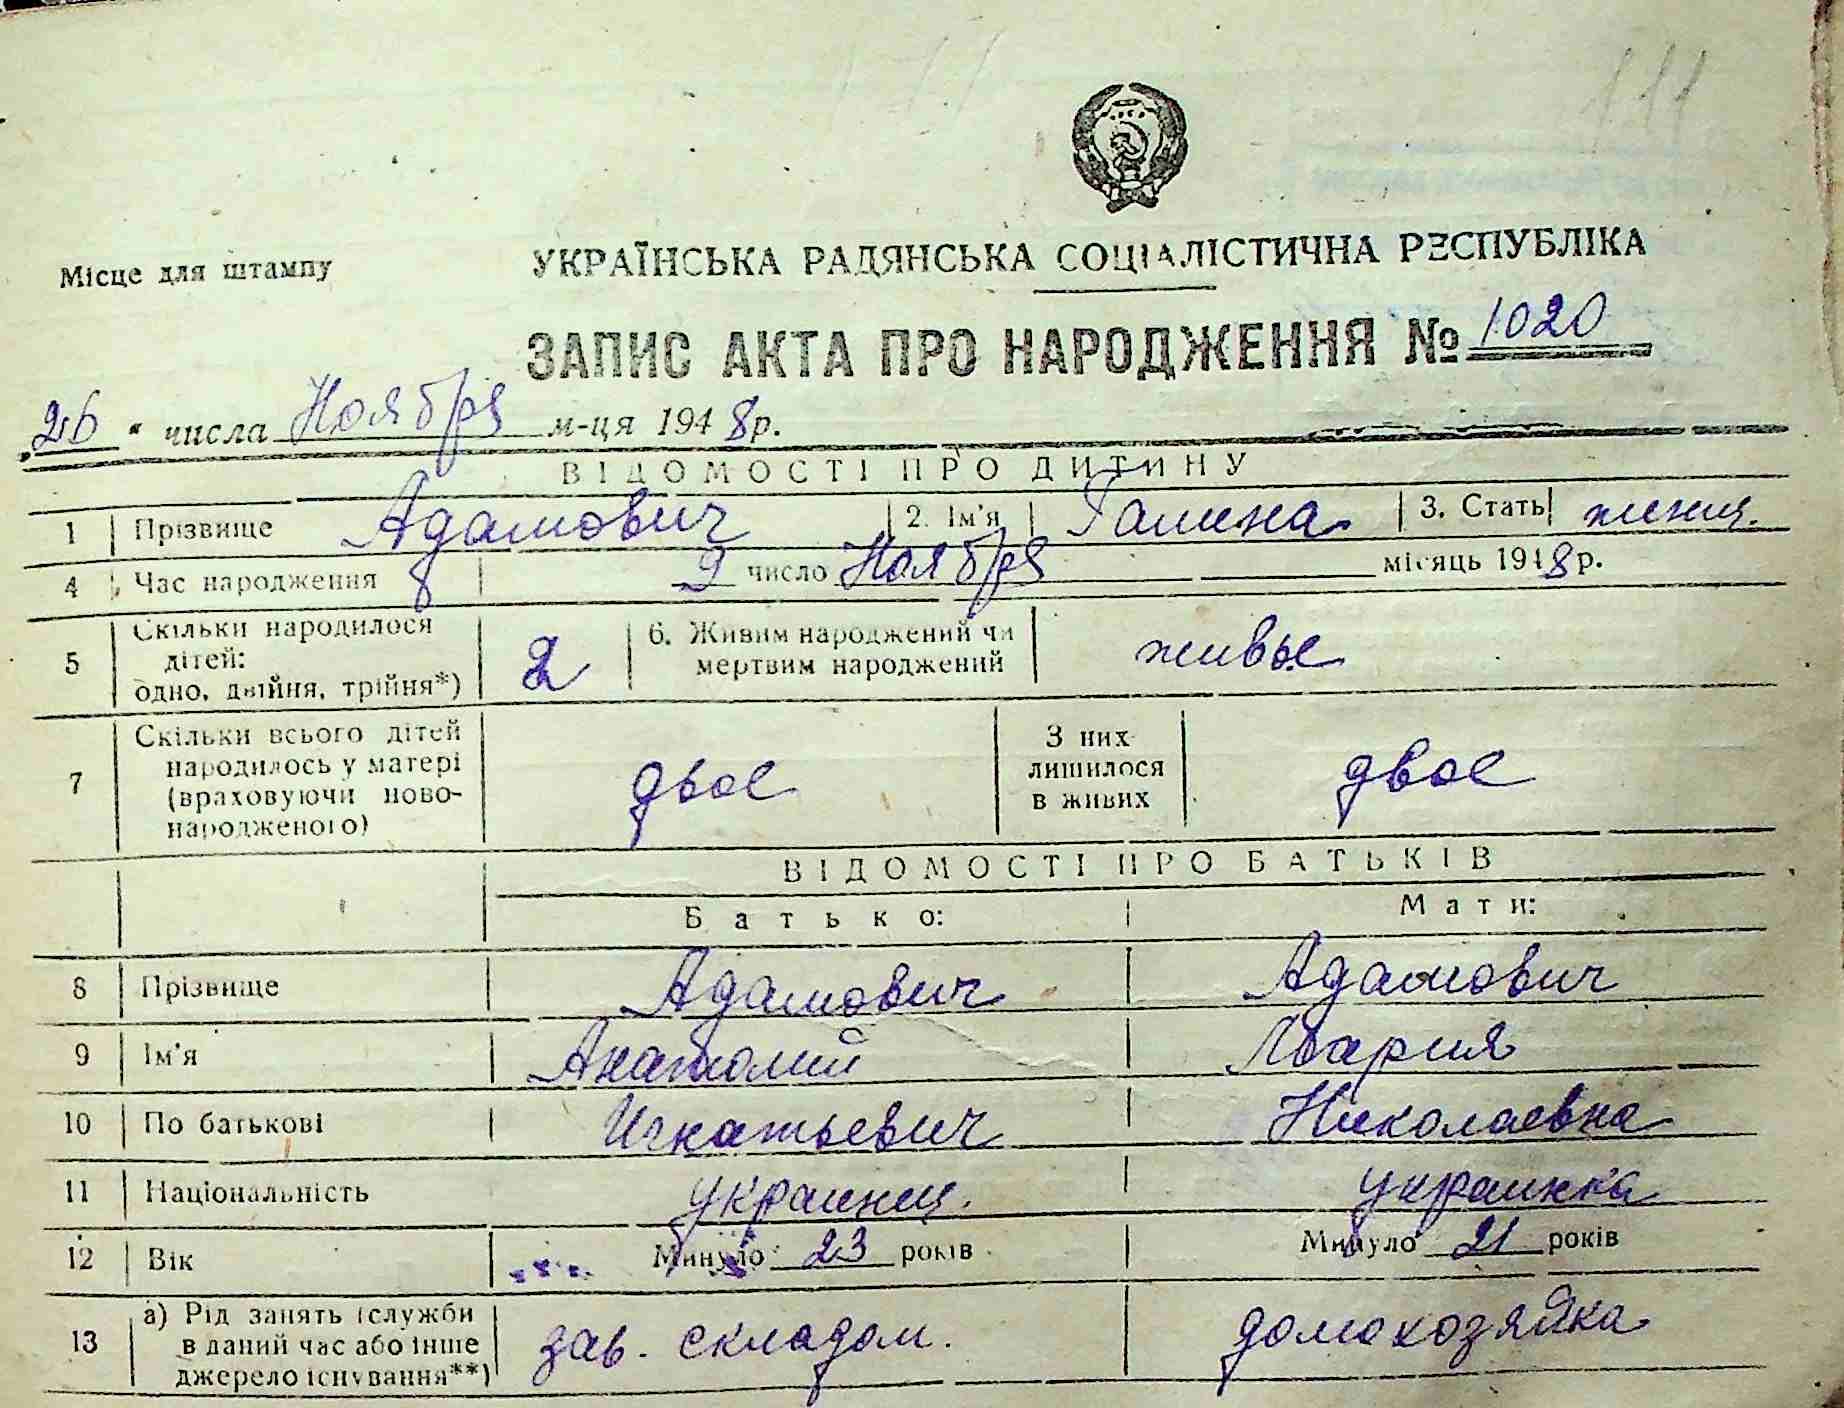 111
Місце для штампу
УКРАЇНСЬКА РАДЯНСЬКА СОЦІАЛІСТИЧНА РЕСПУБЛІКА
ЗАПИС АКТА ПРО НАРОДЖЕННЯ № 1020
„26" числа Ноября м-ця 1948 р.
ВІДОМОСТІ ПРО ДИТИНУ
1 Прізвище Адамович 2. Ім'я Галина 3. Стать женск.
4 Час народження 9 число Ноября місяць 1948 р.
5 Скільки народилося дітей: одно, двійня, трійня*) 2 6. Живим народжений чи мертвим народжений живые
7 Скільки всього дітей народилось у матері (враховуючи новонародженого) двое З них лишилося в живих двое
ВІДОМОСТІ ПРО БАТЬКІВ
Батько: Мати:
8 Прізвище Адамович Адамович
9 Ім'я Анатолий Мария
10 По батькові Игнатьевич Николаевна
11 Національність украинец. украинка
12 Вік Минуло 23 років Минуло 21 років
13 а) Рід занять (служби в даний час або інше джерело існування**) зав. складом. домохозяйка